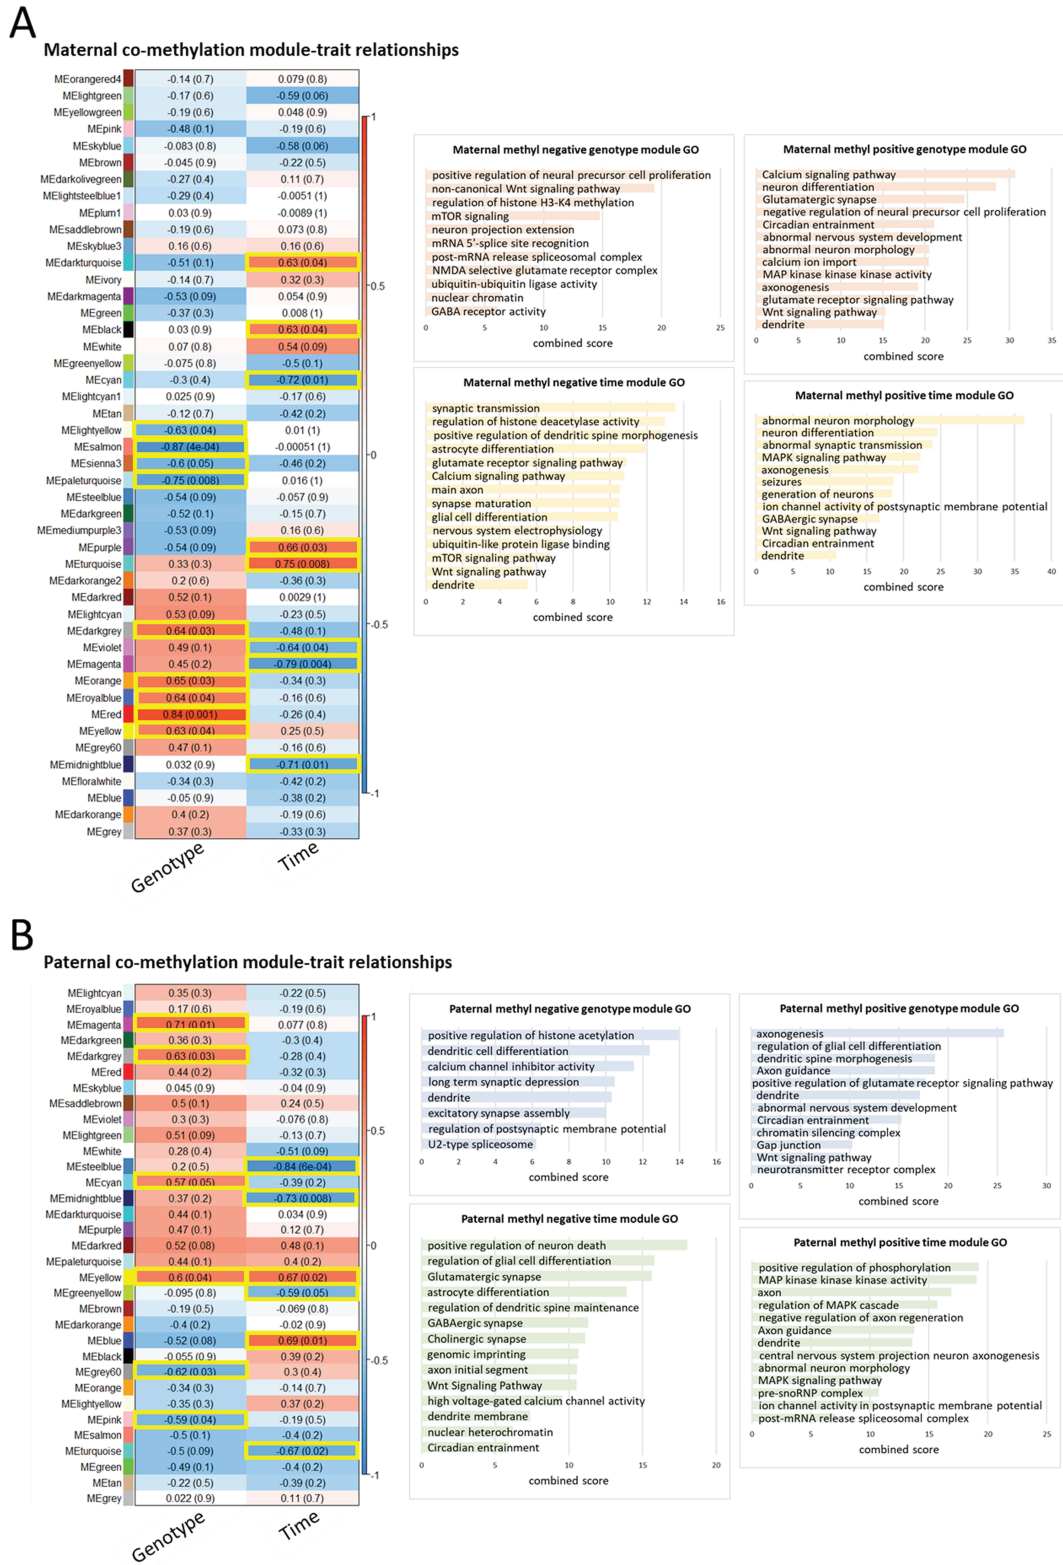 A
Maternal co-methylation module-trait relationships
MEorangered4 -0.14 (0.7) 0.079 (0.8)
MElightgreen -0.17 (0.6) -0.59 (0.06)
MEyellowgreen -0.19 (0.6) 0.048 (0.9)
MEpink -0.48 (0.1) -0.19 (0.6)
MEskyblue -0.083 (0.8) -0.58 (0.06)
MEbrown -0.045 (0.9) -0.22 (0.5)
MEdarkolivegreen -0.27 (0.4) 0.11 (0.7)
MElightsteelblue1 -0.29 (0.4) -0.0051 (1)
MEplum1 0.03 (0.9) -0.0089 (1)
MEsaddlebrown -0.19 (0.6) 0.073 (0.8)
MEskyblue3 0.16 (0.6) 0.16 (0.6)
MEdarkturquoise -0.51 (0.1) 0.63 (0.04)
MEivory -0.14 (0.7) 0.32 (0.3)
MEdarkmagenta -0.53 (0.09) 0.054 (0.9)
MEgreen -0.37 (0.3) 0.008 (1)
MEblack 0.03 (0.9) 0.63 (0.04)
MEwhite 0.07 (0.8) 0.54 (0.09)
MEgreenyellow -0.075 (0.8) -0.5 (0.1)
MEcyan -0.3 (0.4) -0.72 (0.01)
MElightcyan1 0.025 (0.9) -0.17 (0.6)
MEtan -0.12 (0.7) -0.42 (0.2)
MElightyellow -0.63 (0.04) 0.01 (1)
MEsalmon -0.87 (4e-04) -0.00051 (1)
MEsienna3 -0.6 (0.05) -0.46 (0.2)
MEpaleturquoise -0.75 (0.008) 0.016 (1)
MEsteelblue -0.54 (0.09) -0.057 (0.9)
MEdarkgreen -0.52 (0.1) -0.15 (0.7)
MEmediumpurple3 -0.53 (0.09) 0.16 (0.6)
MEpurple -0.54 (0.09) 0.66 (0.03)
MEturquoise 0.33 (0.3) 0.75 (0.008)
MEdarkorange2 0.2 (0.6) -0.36 (0.3)
MEdarkred 0.52 (0.1) 0.0029 (1)
MElightcyan 0.53 (0.09) -0.23 (0.5)
MEdarkgrey 0.64 (0.03) -0.48 (0.1)
MEviolet 0.49 (0.1) -0.64 (0.04)
MEmagenta 0.45 (0.2) -0.79 (0.004)
MEorange 0.65 (0.03) -0.34 (0.3)
MEroyalblue 0.64 (0.04) -0.16 (0.6)
MEred 0.84 (0.001) -0.26 (0.4)
MEyellow 0.63 (0.04) 0.25 (0.5)
MEgrey60 0.47 (0.1) -0.16 (0.6)
MEmidnightblue 0.032 (0.9) -0.71 (0.01)
MEfloralwhite -0.34 (0.3) -0.42 (0.2)
MEblue -0.05 (0.9) -0.38 (0.2)
MEdarkorange 0.4 (0.2) -0.19 (0.6)
MEgrey 0.37 (0.3) -0.33 (0.3)
Genotype Time
1
0.5
0
-0.5
-1
Maternal methyl negative genotype module GO
positive regulation of neural precursor cell proliferation
non-canonical Wnt signaling pathway
regulation of histone H3-K4 methylation
mTOR signaling
neuron projection extension
mRNA 5'-splice site recognition
post-mRNA release spliceosomal complex
NMDA selective glutamate receptor complex
ubiquitin-ubiquitin ligase activity
nuclear chromatin
GABA receptor activity
0 5 10 15 20 25
combined score
Maternal methyl positive genotype module GO
Calcium signaling pathway
neuron differentiation
Glutamatergic synapse
negative regulation of neural precursor cell proliferation
Circadian entrainment
abnormal nervous system development
abnormal neuron morphology
calcium ion import
MAP kinase kinase kinase activity
axonogenesis
glutamate receptor signaling pathway
Wnt signaling pathway
dendrite
0 5 10 15 20 25 30 35
combined score
Maternal methyl negative time module GO
synaptic transmission
regulation of histone deacetylase activity
positive regulation of dendritic spine morphogenesis
astrocyte differentiation
glutamate receptor signaling pathway
Calcium signaling pathway
main axon
synapse maturation
glial cell differentiation
nervous system electrophysiology
ubiquitin-like protein ligase binding
mTOR signaling pathway
Wnt signaling pathway
dendrite
0 2 4 6 8 10 12 14 16
combined score
Maternal methyl positive time module GO
abnormal neuron morphology
neuron differentiation
abnormal synaptic transmission
MAPK signaling pathway
axonogenesis
seizures
generation of neurons
ion channel activity of postsynaptic membrane potential
GABAergic synapse
Wnt signaling pathway
Circadian entrainment
dendrite
0 5 10 15 20 25 30 35 40
combined score
B
Paternal co-methylation module-trait relationships
MElightcyan 0.35 (0.3) -0.22 (0.5)
MEroyalblue 0.17 (0.6) -0.19 (0.6)
MEmagenta 0.71 (0.01) 0.077 (0.8)
MEdarkgreen 0.36 (0.3) -0.3 (0.4)
MEdarkgrey 0.63 (0.03) -0.28 (0.4)
MEred 0.44 (0.2) -0.32 (0.3)
MEskyblue 0.045 (0.9) -0.04 (0.9)
MEsaddlebrown 0.5 (0.1) 0.24 (0.5)
MEviolet 0.3 (0.3) -0.076 (0.8)
MElightgreen 0.51 (0.09) -0.13 (0.7)
MEwhite 0.28 (0.4) -0.51 (0.09)
MEsteelblue 0.2 (0.5) -0.84 (6e-04)
MEcyan 0.57 (0.05) -0.39 (0.2)
MEmidnightblue 0.37 (0.2) -0.73 (0.008)
MEdarkturquoise 0.44 (0.1) 0.034 (0.9)
MEpurple 0.47 (0.1) 0.12 (0.7)
MEdarkred 0.52 (0.08) 0.48 (0.1)
MEpaleturquoise 0.44 (0.1) 0.4 (0.2)
MEyellow 0.6 (0.04) 0.67 (0.02)
MEgreenyellow -0.095 (0.8) -0.59 (0.05)
MEbrown -0.19 (0.5) -0.069 (0.8)
MEdarkorange -0.4 (0.2) -0.02 (0.9)
MEblue -0.52 (0.08) 0.69 (0.01)
MEblack -0.055 (0.9) 0.39 (0.2)
MEgrey60 -0.62 (0.03) 0.3 (0.4)
MEorange -0.34 (0.3) -0.14 (0.7)
MElightyellow -0.35 (0.3) 0.37 (0.2)
MEpink -0.59 (0.04) -0.19 (0.5)
MEsalmon -0.5 (0.1) -0.4 (0.2)
MEturquoise -0.5 (0.09) -0.67 (0.02)
MEgreen -0.49 (0.1) -0.4 (0.2)
MEtan -0.22 (0.5) -0.39 (0.2)
MEgrey 0.022 (0.9) 0.11 (0.7)
Genotype Time
1
0.5
0
-0.5
-1
Paternal methyl negative genotype module GO
positive regulation of histone acetylation
dendritic cell differentiation
calcium channel inhibitor activity
long term synaptic depression
dendrite
excitatory synapse assembly
regulation of postsynaptic membrane potential
U2-type spliceosome
0 2 4 6 8 10 12 14 16
combined score
Paternal methyl positive genotype module GO
axonogenesis
regulation of glial cell differentiation
dendritic spine morphogenesis
Axon guidance
positive regulation of glutamate receptor signaling pathway
dendrite
abnormal nervous system development
Circadian entrainment
chromatin silencing complex
Gap junction
Wnt signaling pathway
neurotransmitter receptor complex
0 5 10 15 20 25 30
combined score
Paternal methyl negative time module GO
positive regulation of neuron death
regulation of glial cell differentiation
Glutamatergic synapse
astrocyte differentiation
regulation of dendritic spine maintenance
GABAergic synapse
Cholinergic synapse
genomic imprinting
axon initial segment
Wnt Signaling Pathway
high voltage-gated calcium channel activity
dendrite membrane
nuclear heterochromatin
Circadian entrainment
0 5 10 15 20
combined score
Paternal methyl positive time module GO
positive regulation of phosphorylation
MAP kinase kinase kinase activity
axon
regulation of MAPK cascade
negative regulation of axon regeneration
Axon guidance
dendrite
central nervous system projection neuron axonogenesis
abnormal neuron morphology
MAPK signaling pathway
pre-snoRNP complex
ion channel activity in postsynaptic membrane potential
post-mRNA release spliceosomal complex
0 5 10 15 20 25
combined score